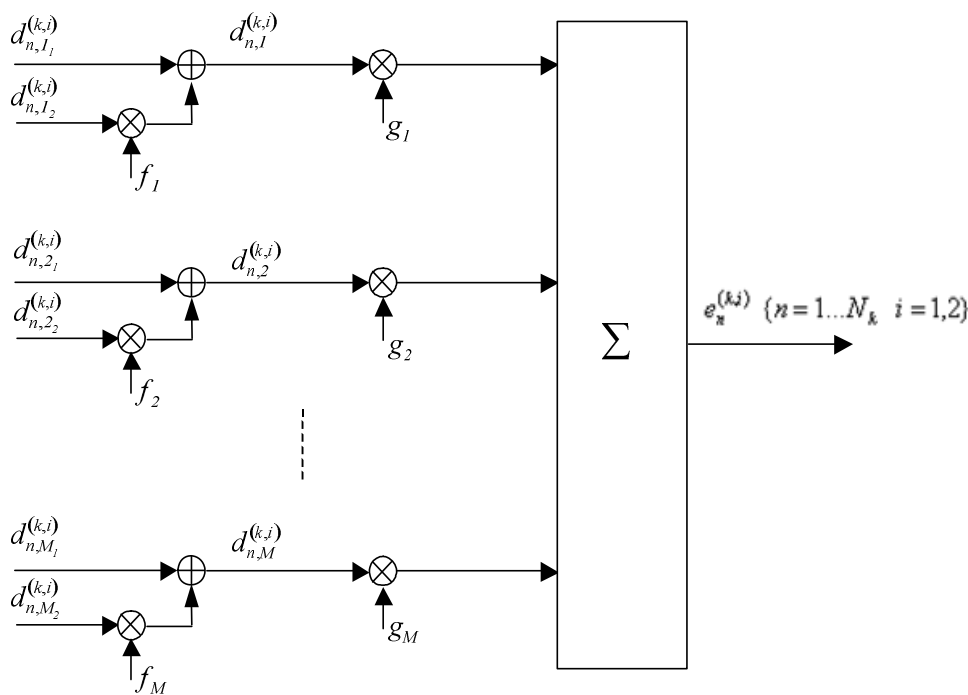 d_{n,1_1}^{(k,i)}
d_{n,1}^{(k,i)}
d_{n,1_2}^{(k,i)}
g_1
f_1
d_{n,2_1}^{(k,i)}
d_{n,2}^{(k,i)}
d_{n,2_2}^{(k,i)}
g_2
f_2
Σ
e_n^{(k,i)} {n=1...N_k i=1,2}
d_{n,M_1}^{(k,i)}
d_{n,M}^{(k,i)}
d_{n,M_2}^{(k,i)}
g_M
f_M